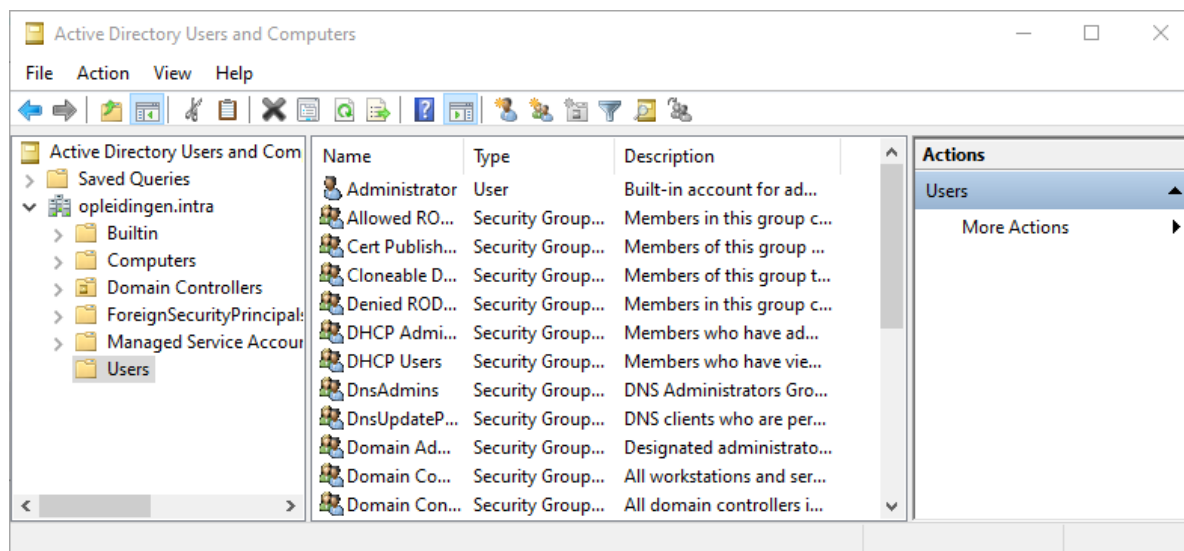 Active Directory Users and Computers
File Action View Help
Active Directory Users and Com
Saved Queries
opleidingen.intra
Builtin
Computers
Domain Controllers
ForeignSecurityPrincipals
Managed Service Accour
Users
Name Type Description
Administrator User Built-in account for ad...
Allowed RO... Security Group... Members in this group c...
Cert Publish... Security Group... Members of this group ...
Cloneable D... Security Group... Members of this group t...
Denied ROD... Security Group... Members in this group c...
DHCP Admi... Security Group... Members who have ad...
DHCP Users Security Group... Members who have vie...
DnsAdmins Security Group... DNS Administrators Gro...
DnsUpdateP... Security Group... DNS clients who are per...
Domain Ad... Security Group... Designated administrato...
Domain Co... Security Group... All workstations and ser...
Domain Con... Security Group... All domain controllers i...
Actions
Users
More Actions